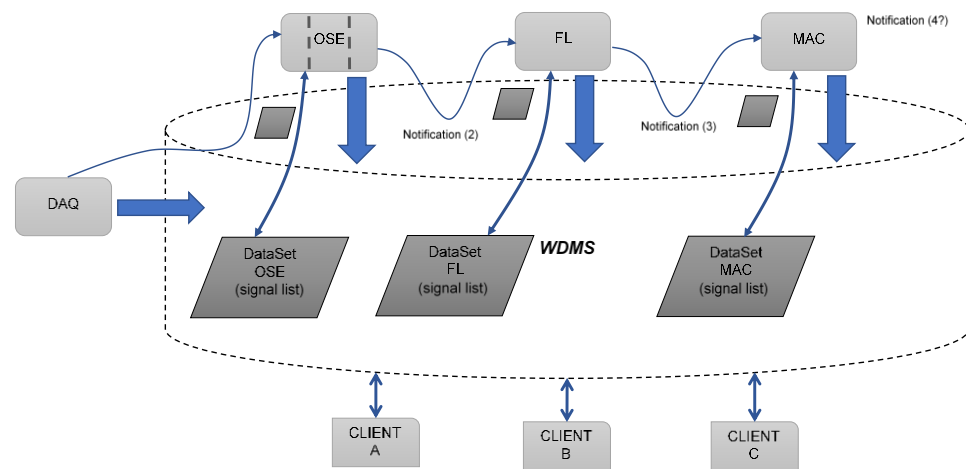 Notification (4?)
OSE
FL
MAC
Notification (2)
Notification (3)
DAQ
WDMS
DataSet
OSE
(signal list)
DataSet
FL
(signal list)
DataSet
MAC
(signal list)
CLIENT
A
CLIENT
B
CLIENT
C